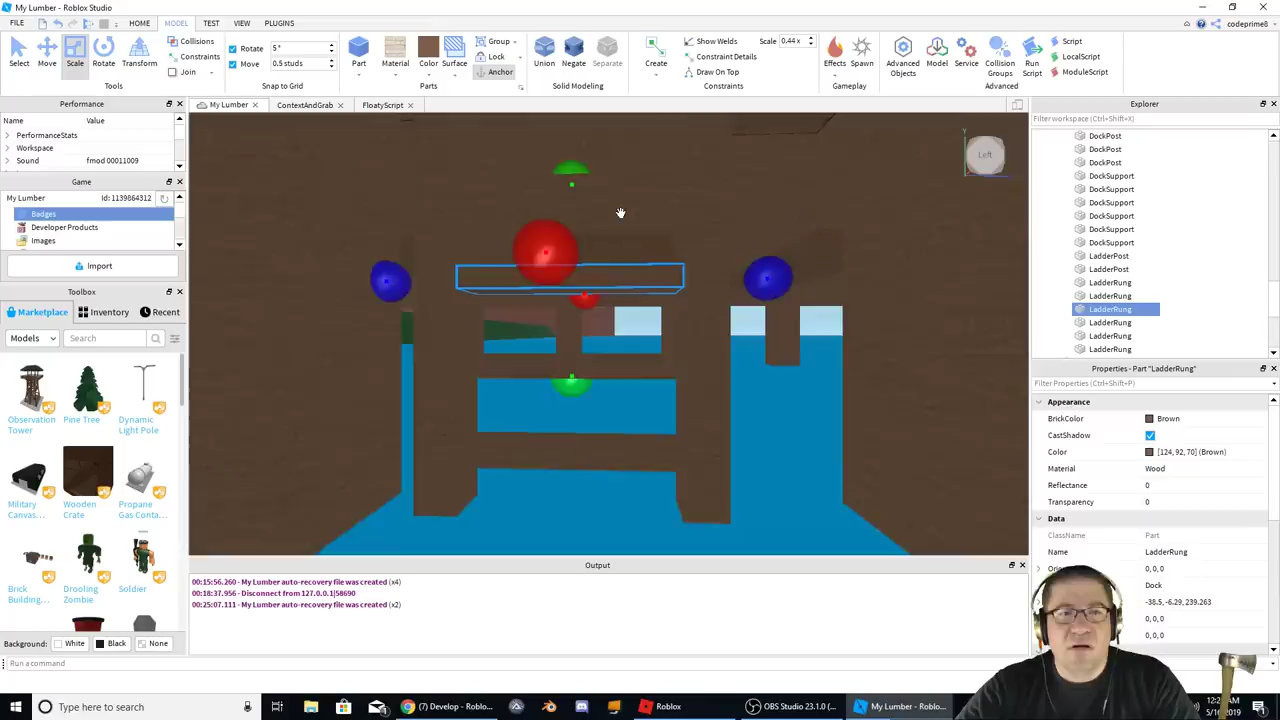 My Lumber - Roblox Studio
FILE HOME MODEL TEST VIEW PLUGINS codeprime8
Select Move Scale Rotate Transform
Collisions
Constraints
Join
Tools
Rotate 5°
Move 0.5 studs
Snap to Grid
Part Material Color Surface
Group
Lock
Anchor
Parts
Union Negate Separate
Solid Modeling
Create
Show Welds Scale 0.44x
Constraint Details
Draw On Top
Constraints
Effects Spawn
Gameplay
Advanced Objects Model Service Collision Groups Run Script
Script
LocalScript
ModuleScript
Advanced
Performance
Name Value
PerformanceStats
Workspace
Sound fmod 00011009
Game
My Lumber Id: 1139864312
Badges
Developer Products
Images
Import
Toolbox
Marketplace Inventory Recent
Models Search
Observation Tower
Pine Tree
Dynamic Light Pole
Military Canvas...
Wooden Crate
Propane Gas Conta...
Brick Building...
Drooling Zombie
Soldier
Background: White Black None
My Lumber ContextAndGrab FloatyScript
Y
Left
Output
00:15:56.260 - My Lumber auto-recovery file was created (x4)
00:18:37.956 - Disconnect from 127.0.0.1|58690
00:25:07.111 - My Lumber auto-recovery file was created (x2)
Explorer
Filter workspace (Ctrl+Shift+X)
DockPost
DockPost
DockPost
DockSupport
DockSupport
DockSupport
DockSupport
DockSupport
DockSupport
LadderPost
LadderPost
LadderRung
LadderRung
LadderRung
LadderRung
LadderRung
LadderRung
Properties - Part "LadderRung"
Filter Properties (Ctrl+Shift+P)
Appearance
BrickColor Brown
CastShadow
Color [124, 92, 70] (Brown)
Material Wood
Reflectance 0
Transparency 0
Data
ClassName Part
Name LadderRung
0, 0, 0
Dock
-38.5, -6.29, 239.263
0, 0, 0
0, 0, 0
Run a command
Type here to search
(1) Develop - Roblo...
Roblox
OBS Studio 23.1.0 (...
My Lumber - Roblo...